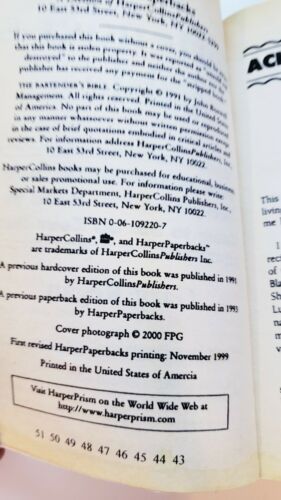 Paperbacks
of HarperCollinsPublishers
10 East 53rd Street, New York, NY
If you purchased this book without a cover, you should be
that this book is stolen property. It was reported "unsold and
destroyed" to the publisher and neither the author nor the
publisher has received any payment for this "stripped
THE BARTENDER'S BIBLE. Copyright © 1991 by John
Management. All rights reserved. Printed in the United States
of America. No part of this book may be used or reproduced
in any manner whatsoever without written permission, except
in the case of brief quotations embodied in critical articles and
reviews. For information address HarperCollinsPublishers,
10 East 53rd Street, New York, NY 10022.
HarperCollins books may be purchased for educational, business,
or sales promotional use. For information please write
Special Markets Department, HarperCollins Publishers, Inc.,
10 East 53rd Street, New York, NY 10022.
ISBN 0-06-109220-7
HarperCollins®, ®, and HarperPaperbacks™
are trademarks of HarperCollinsPublishers Inc.
A previous hardcover edition of this book was published in 1991
by HarperCollinsPublishers.
A previous paperback edition of this book was published in 1993
by HarperPaperbacks.
Cover photograph © 2000 FPG
First revised HarperPaperbacks printing: November 1999
Printed in the United States of Amercia
Visit HarperPrism on the World Wide Web at
http://www.harperprism.com
51 50 49 48 47 46 45 44 43
This
living
me